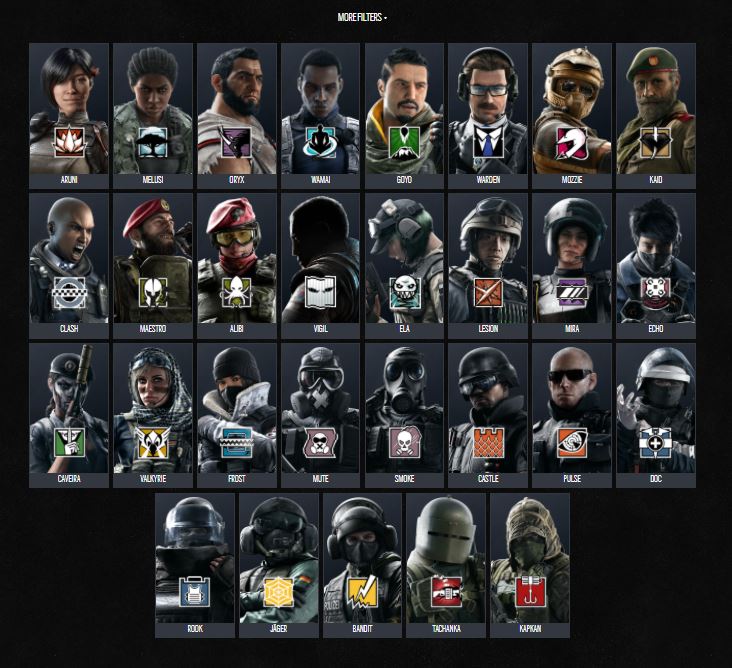 MORE FILTERS
ARUNI MELUSI ORYX WAMAI GOYO WARDEN MOZZIE KAID
CLASH MAESTRO ALIBI VIGIL ELA LESION MIRA ECHO
CAVEIRA VALKYRIE FROST MUTE SMOKE CASTLE PULSE DOC
ROOK JÄGER BANDIT TACHANKA KAPKAN